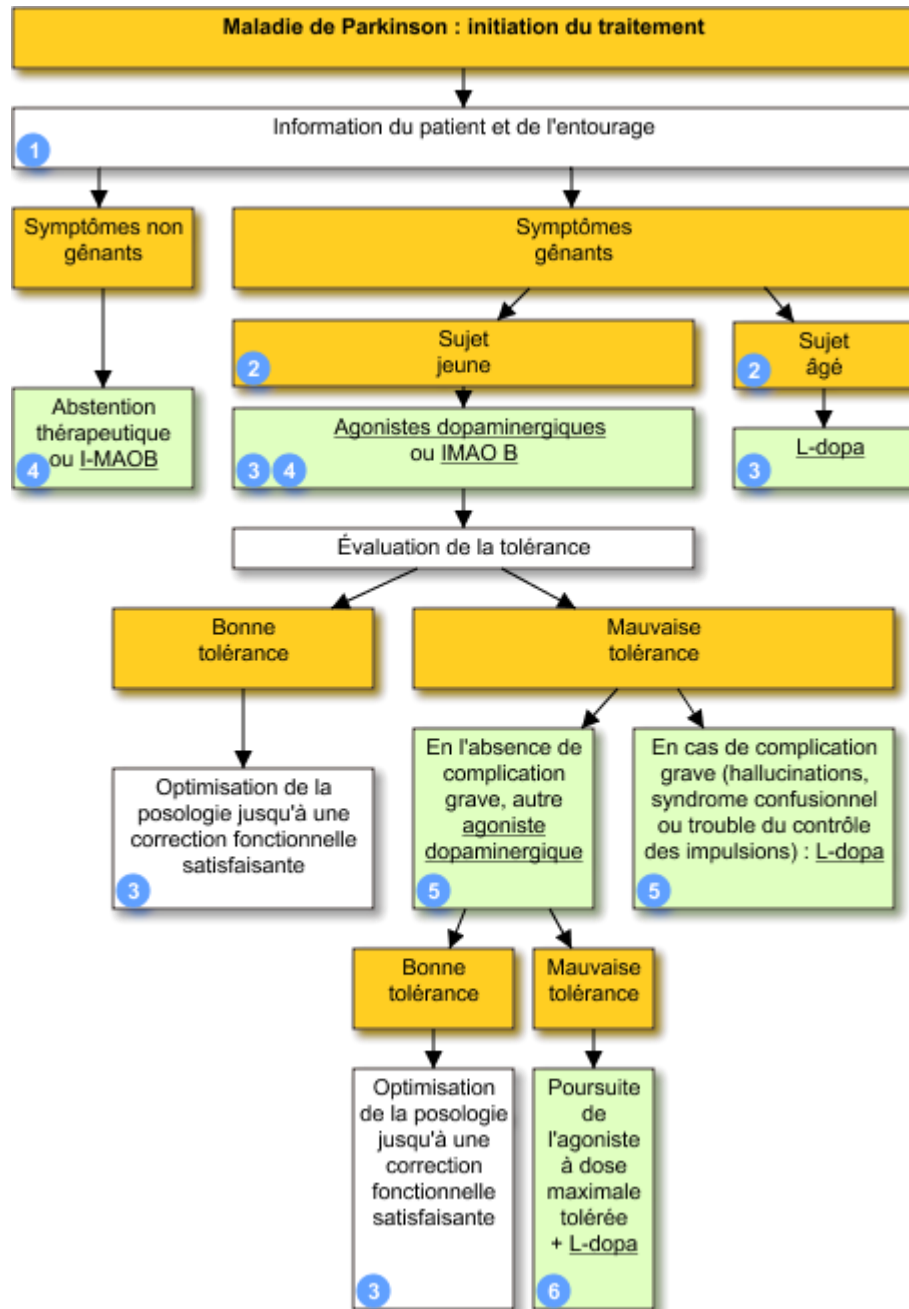 Maladie de Parkinson : initiation du traitement
Information du patient et de l'entourage
1
Symptômes non
gênants
Symptômes
gênants
Sujet
jeune
2
Sujet
âgé
2
Abstention
thérapeutique
ou I-MAOB
4
Agonistes dopaminergiques
ou IMAO B
3 4
L-dopa
3
Évaluation de la tolérance
Bonne
tolérance
Mauvaise
tolérance
Optimisation de la
posologie jusqu'à une
correction fonctionnelle
satisfaisante
3
En l'absence de
complication
grave, autre
agoniste
dopaminergique
5
En cas de complication
grave (hallucinations,
syndrome confusionnel
ou trouble du contrôle
des impulsions) : L-dopa
5
Bonne
tolérance
Mauvaise
tolérance
Optimisation
de la posologie
jusqu'à une
correction
fonctionnelle
satisfaisante
3
Poursuite
de
l'agoniste
à dose
maximale
tolérée
+ L-dopa
6